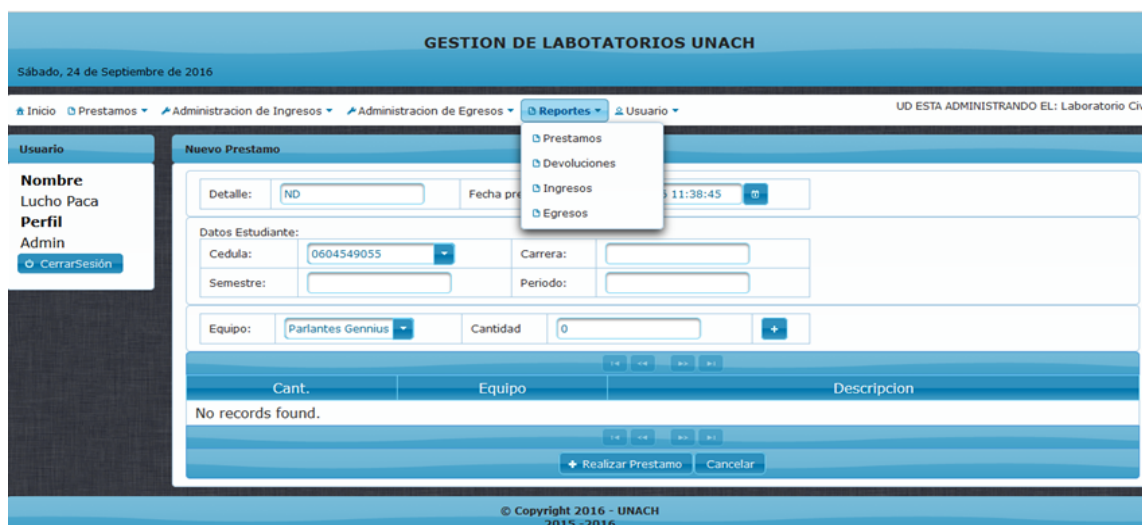 GESTION DE LABOTATORIOS UNACH
Sábado, 24 de Septiembre de 2016
Inicio Prestamos Administracion de Ingresos Administracion de Egresos Reportes Usuario UD ESTA ADMINISTRANDO EL: Laboratorio
Prestamos
Devoluciones
Ingresos
Egresos
Usuario
Nombre
Lucho Paca
Perfil
Admin
CerrarSesión
Nuevo Prestamo
Detalle: ND Fecha 11:38:45
Datos Estudiante:
Cedula: 0604549055 Carrera:
Semestre: Periodo:
Equipo: Parlantes Gennius Cantidad 0
Cant. Equipo Descripcion
No records found.
Realizar Prestamo Cancelar
© Copyright 2016 - UNACH
2015 -2016